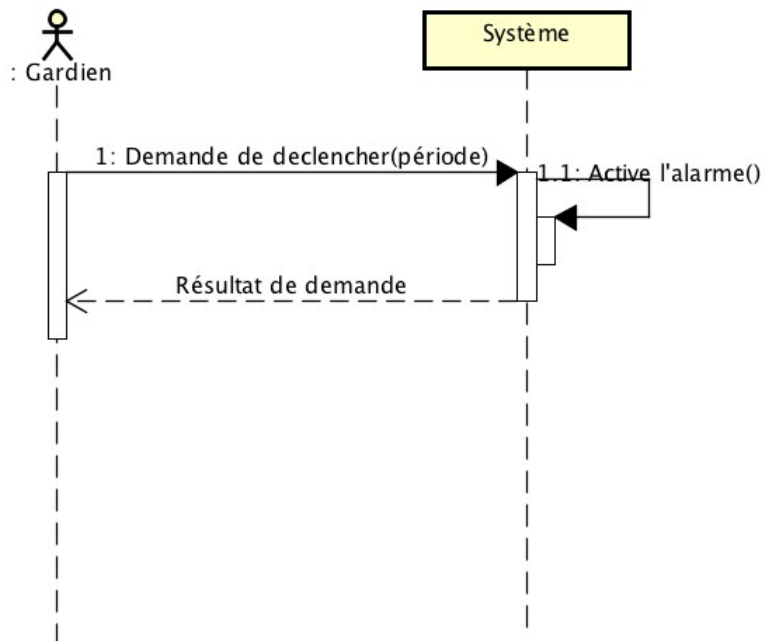 Système
: Gardien
1: Demande de declencher(période)
1.1: Active l'alarme()
Résultat de demande